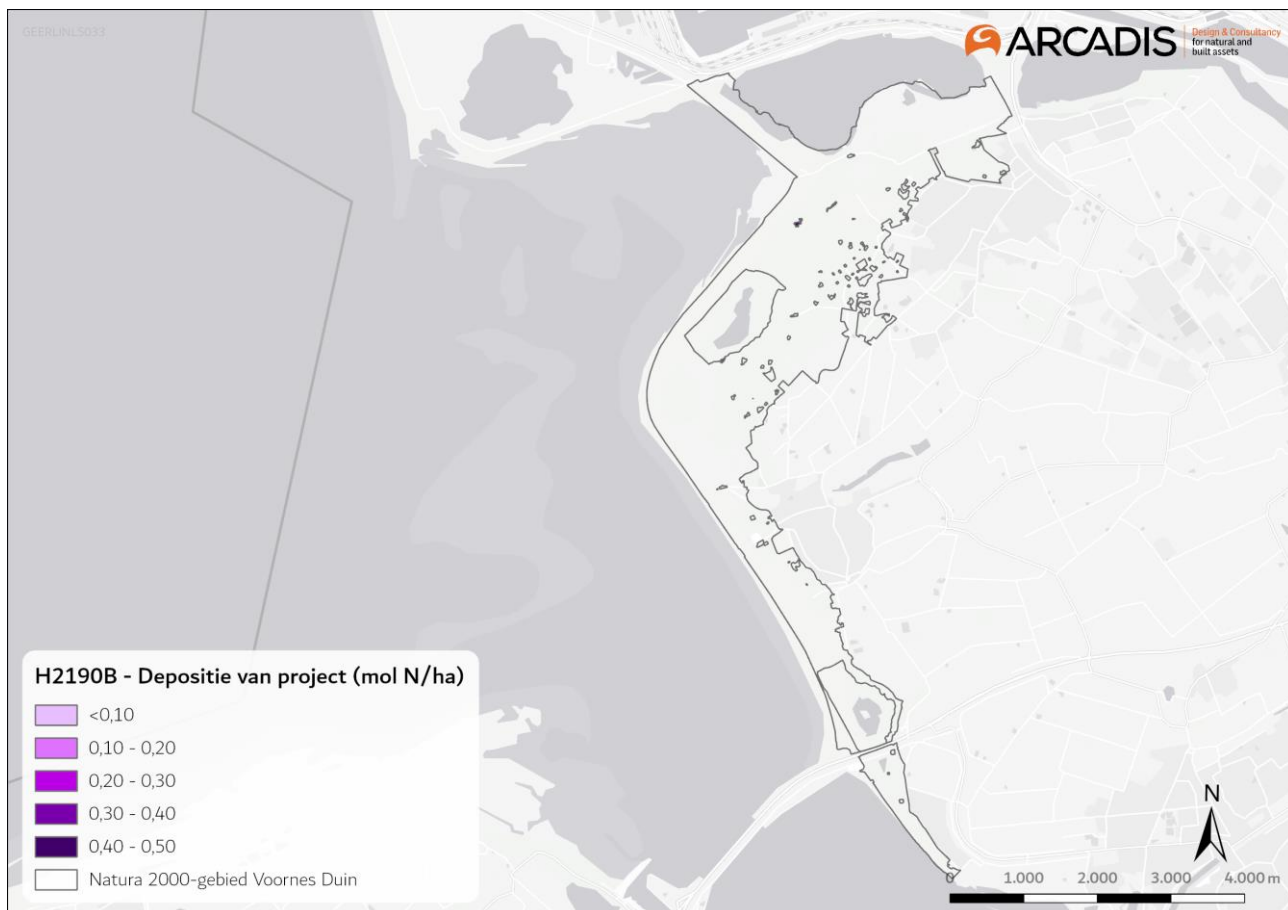 GEERLINL5033
ARCADIS
Design & Consultancy
for natural and
built assets
H2190B - Depositie van project (mol N/ha)
<0,10
0,10 - 0,20
0,20 - 0,30
0,30 - 0,40
0,40 - 0,50
Natura 2000-gebied Voornes Duin
N
0 1.000 2.000 3.000 4.000 m